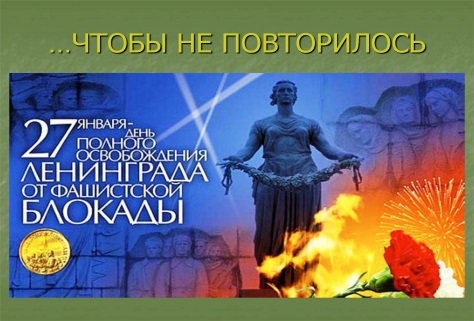 ...ЧТОБЫ НЕ ПОВТОРИЛОСЬ
27 ЯНВАРЯ-
ДЕНЬ
ПОЛНОГО
ОСВОБОЖДЕНИЯ
ЛЕНИНГРАДА
ОТ ФАШИСТСКОЙ
БЛОКАДЫ